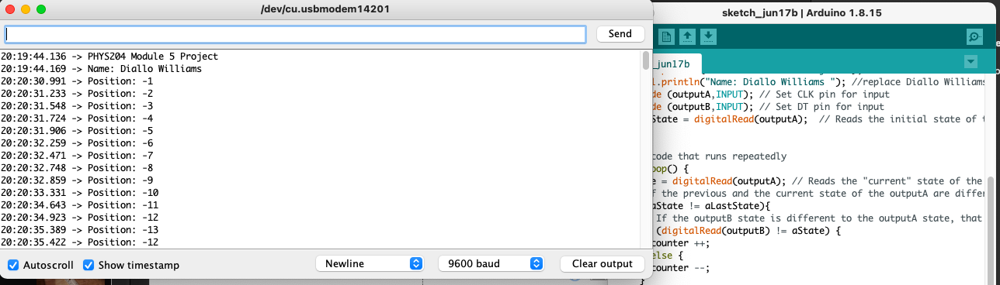 /dev/cu.usbmodem14201
Send
20:19:44.136 -> PHYS204 Module 5 Project
20:19:44.169 -> Name: Diallo Williams
20:20:30.991 -> Position: -1
20:20:31.233 -> Position: -2
20:20:31.548 -> Position: -3
20:20:31.724 -> Position: -4
20:20:31.906 -> Position: -5
20:20:32.259 -> Position: -6
20:20:32.471 -> Position: -7
20:20:32.748 -> Position: -8
20:20:32.859 -> Position: -9
20:20:33.331 -> Position: -10
20:20:34.643 -> Position: -11
20:20:34.923 -> Position: -12
20:20:35.389 -> Position: -13
20:20:35.422 -> Position: -12
Autoscroll Show timestamp Newline 9600 baud Clear output
sketch_jun17b | Arduino 1.8.15
_jun17b
l.println("Name: Diallo Williams "); //replace Diallo Williams
de (outputA,INPUT); // Set CLK pin for input
de (outputB,INPUT); // Set DT pin for input
State = digitalRead(outputA);  // Reads the initial state of t
code that runs repeatedly
oop() {
e = digitalRead(outputA); // Reads the "current" state of the
f the previous and the current state of the outputA are differ
aState != aLastState){
If the outputB state is different to the outputA state, that
(digitalRead(outputB) != aState) {
counter ++;
else {
counter --;
}